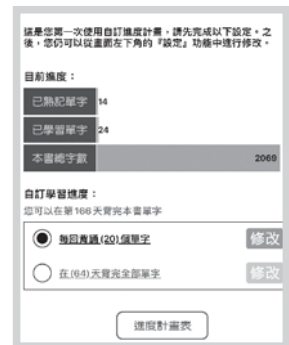 這是您第一次使用自訂進度計畫，請先完成以下設定。之
後，您仍可以從畫面左下角的『設定』功能中進行修改。
目前進度：
已熟記單字 14
已學習單字 24
本書總字數 2069
自訂學習進度：
您可以在第166天背完本書單字
每回背誦(20)個單字 修改
在(64)天背完全部單字 修改
進度計畫表